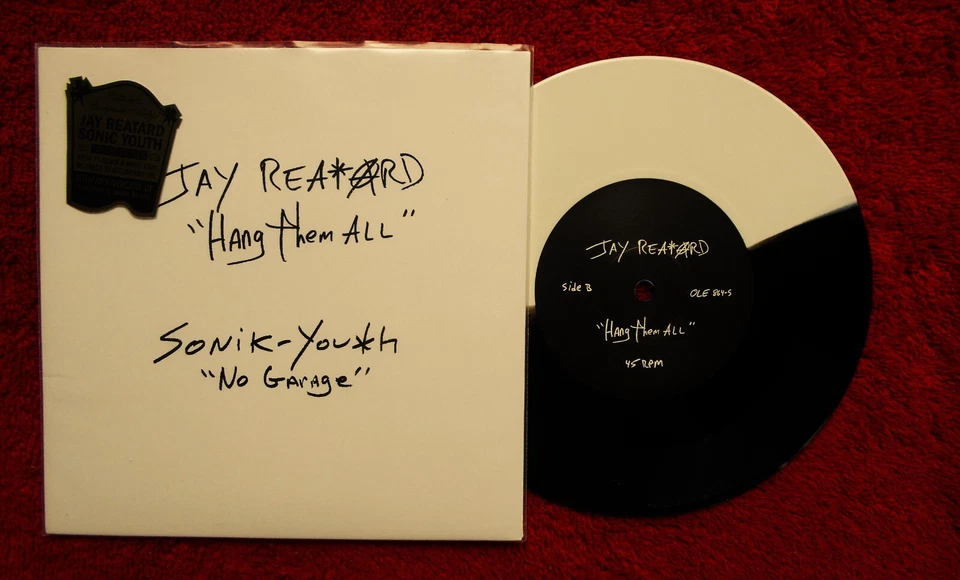 JAY REATARD
SONIC YOUTH
JAY REA*ARD
"HANg Them ALL"
SoNiK-You*h
"No GArAge"
JAY REA*ARD
Side B
OLE 864-5
"HANg Them ALL"
45 RPM